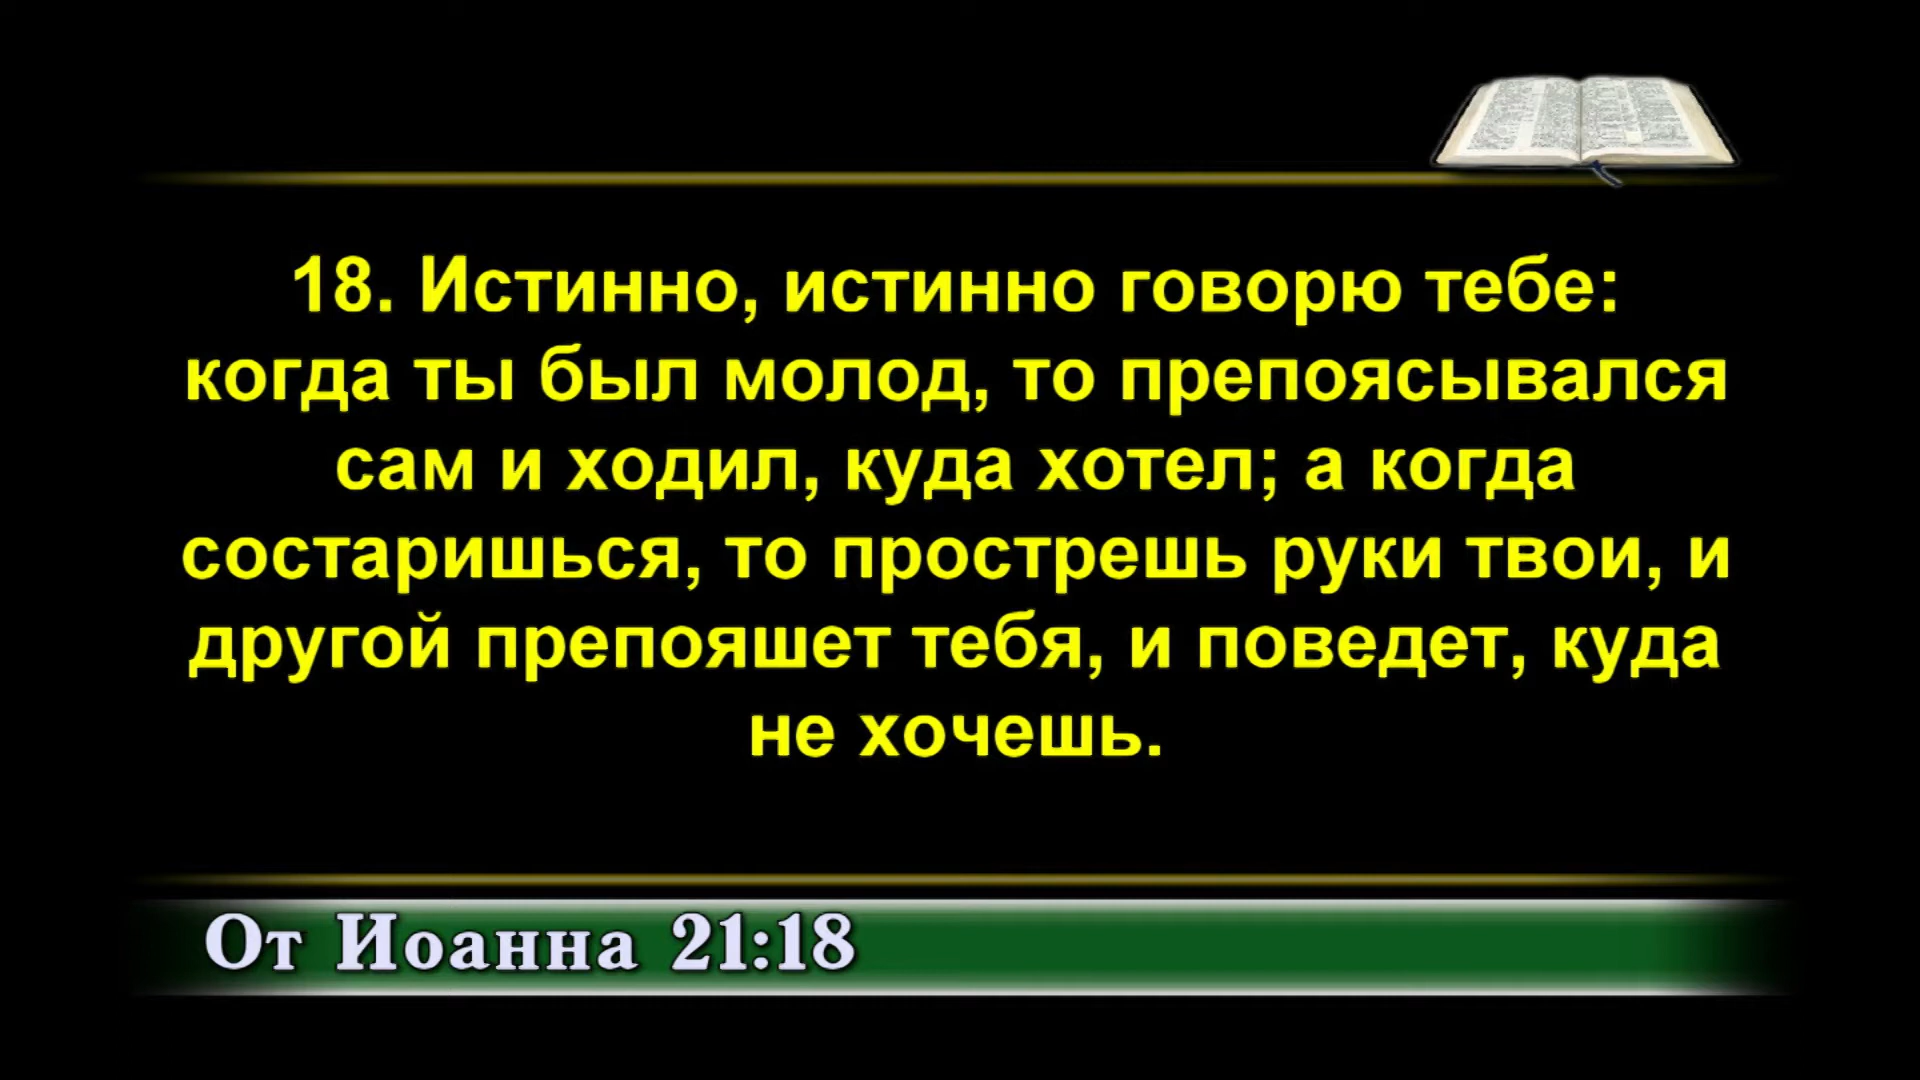 18. Истинно, истинно говорю тебе:
когда ты был молод, то препоясывался
сам и ходил, куда хотел; а когда
состаришься, то прострешь руки твои, и
другой препояшет тебя, и поведет, куда
не хочешь.
От Иоанна 21:18